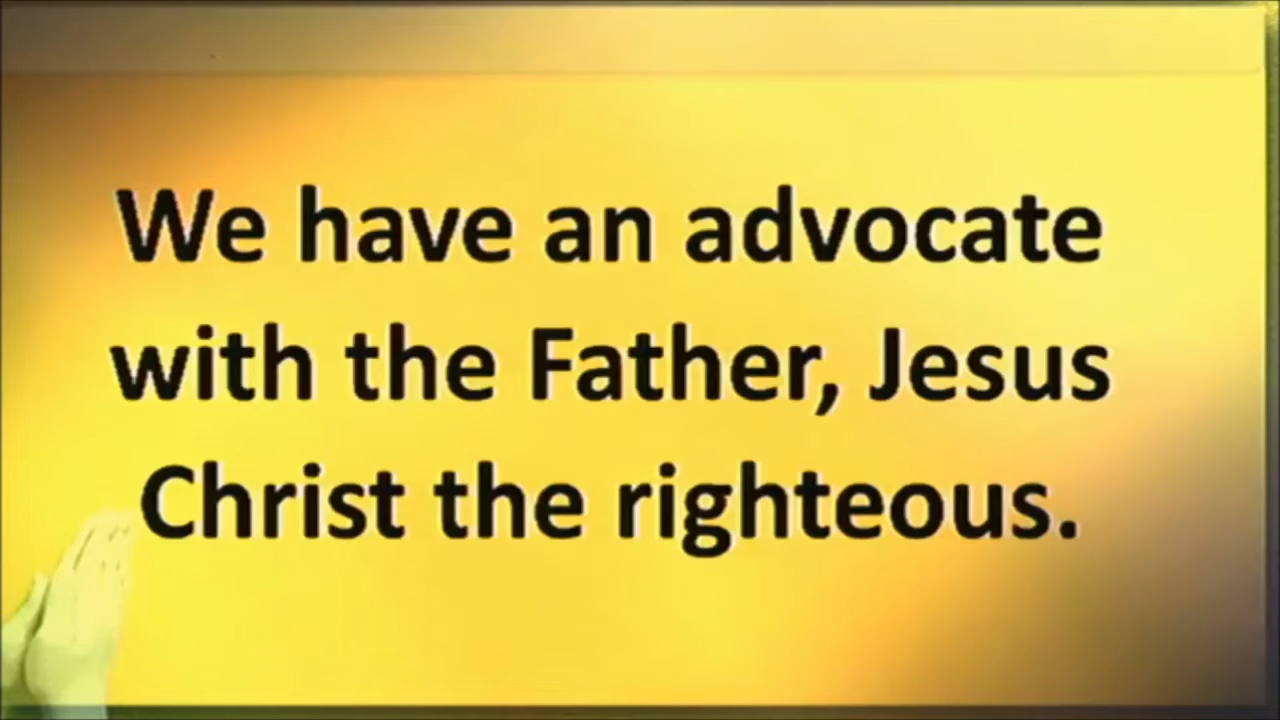 We have an advocate
with the Father, Jesus
Christ the righteous.